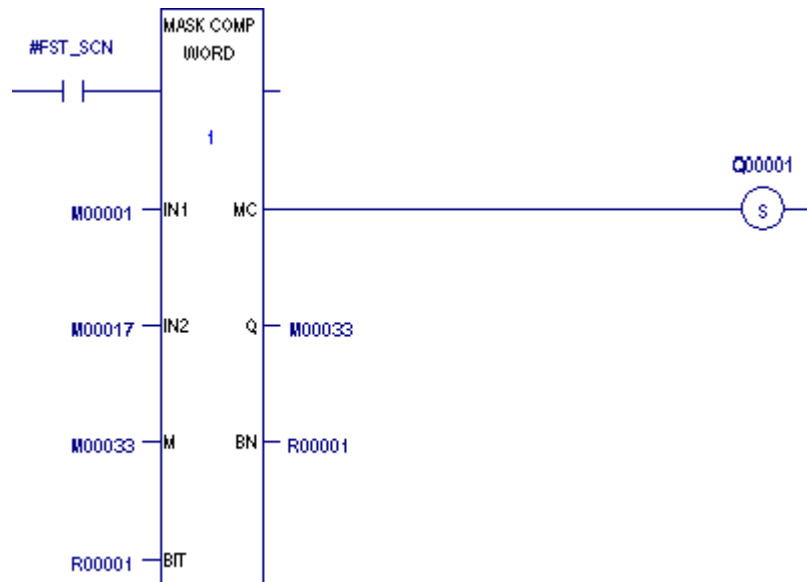 MASK COMP
WORD
#FST_SCN
1
Q00001
S
M00001 IN1 MC
M00017 IN2 Q M00033
M00033 M BN R00001
R00001 BIT